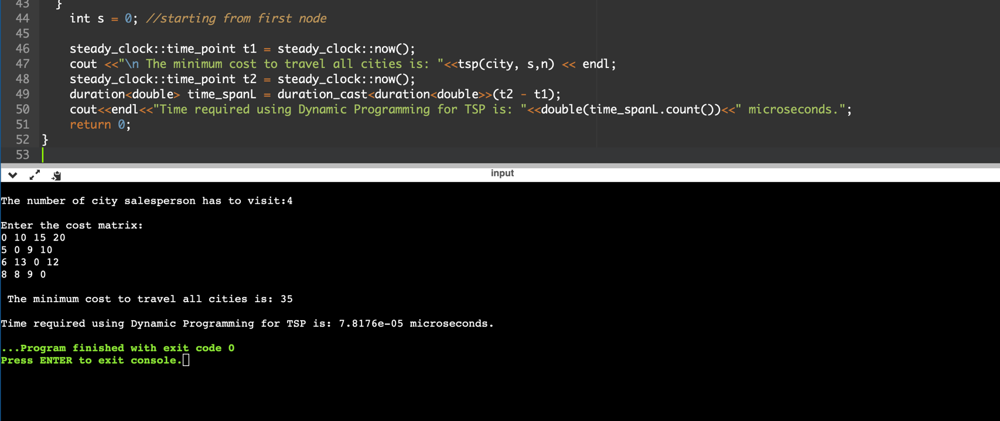 43 }
44 int s = 0; //starting from first node
45
46 steady_clock::time_point t1 = steady_clock::now();
47 cout <<"\n The minimum cost to travel all cities is: "<<tsp(city, s,n) << endl;
48 steady_clock::time_point t2 = steady_clock::now();
49 duration<double> time_spanL = duration_cast<duration<double>>(t2 - t1);
50 cout<<endl<<"Time required using Dynamic Programming for TSP is: "<<double(time_spanL.count())<<" microseconds.";
51 return 0;
52 }
53
input
The number of city salesperson has to visit:4
Enter the cost matrix:
0 10 15 20
5 0 9 10
6 13 0 12
8 8 9 0
The minimum cost to travel all cities is: 35
Time required using Dynamic Programming for TSP is: 7.8176e-05 microseconds.
...Program finished with exit code 0
Press ENTER to exit console.